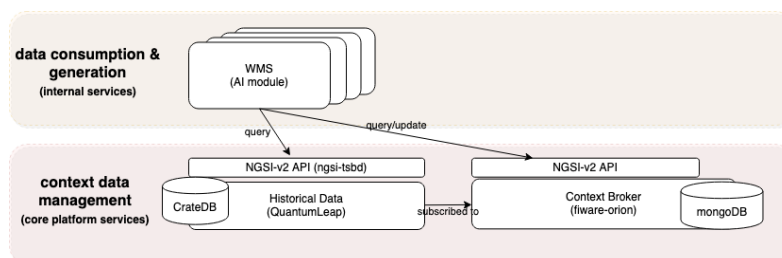 data consumption &
generation
(internal services)
WMS
(AI module)
query
query/update
context data
management
(core platform services)
NGSI-v2 API (ngsi-tsbd)
CrateDB
Historical Data
(QuantumLeap)
subscribed to
NGSI-v2 API
Context Broker
(fiware-orion)
mongoDB